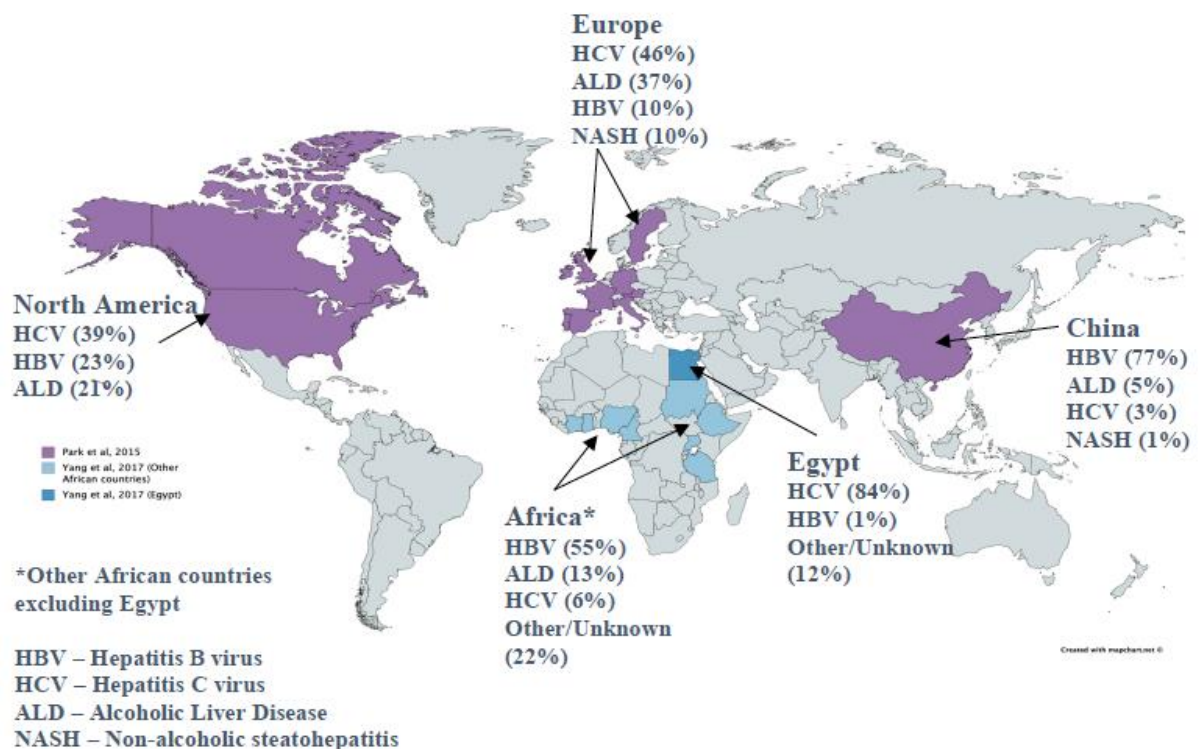 Europe
HCV (46%)
ALD (37%)
HBV (10%)
NASH (10%)
North America
HCV (39%)
HBV (23%)
ALD (21%)
China
HBV (77%)
ALD (5%)
HCV (3%)
NASH (1%)
Park et al, 2015
Yang et al, 2017 (Other
African countries)
Yang et al, 2017 (Egypt)
Egypt
HCV (84%)
HBV (1%)
Other/Unknown
(12%)
Africa*
HBV (55%)
ALD (13%)
HCV (6%)
Other/Unknown
(22%)
*Other African countries
excluding Egypt
HBV – Hepatitis B virus
HCV – Hepatitis C virus
ALD – Alcoholic Liver Disease
NASH – Non-alcoholic steatohepatitis
Created with mapchart.net ©